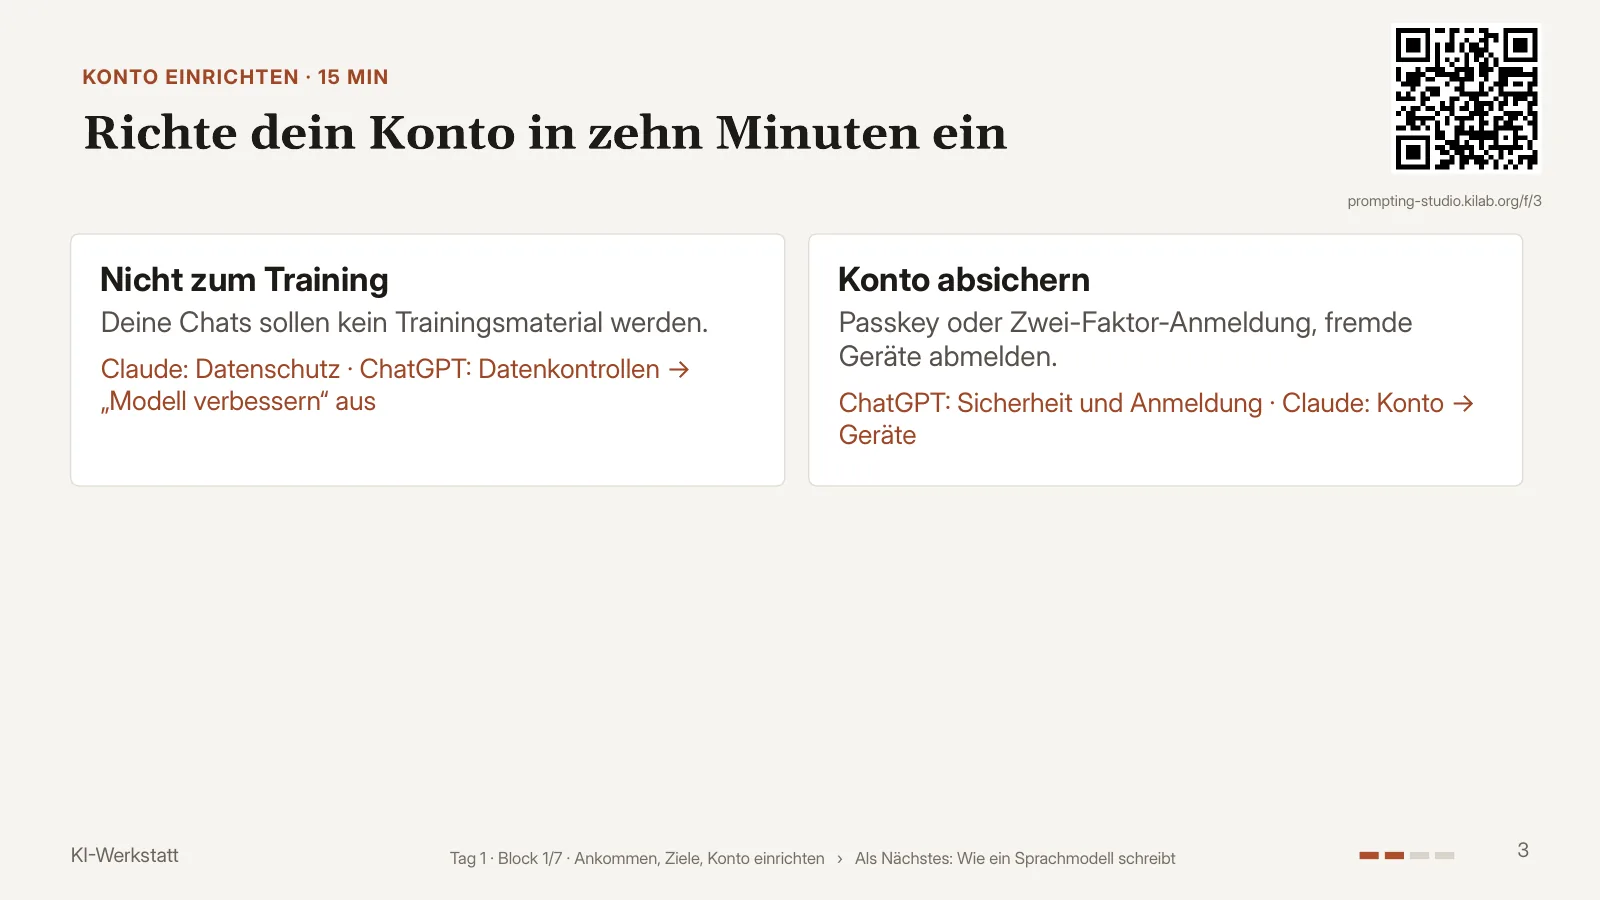 KONTO EINRICHTEN · 15 MIN
Richte dein Konto in zehn Minuten ein
prompting-studio.kilab.org/f/3
Nicht zum Training
Deine Chats sollen kein Trainingsmaterial werden.
Claude: Datenschutz · ChatGPT: Datenkontrollen →
„Modell verbessern“ aus
Konto absichern
Passkey oder Zwei-Faktor-Anmeldung, fremde
Geräte abmelden.
ChatGPT: Sicherheit und Anmeldung · Claude: Konto →
Geräte
KI-Werkstatt
Tag 1 · Block 1/7 · Ankommen, Ziele, Konto einrichten › Als Nächstes: Wie ein Sprachmodell schreibt
3